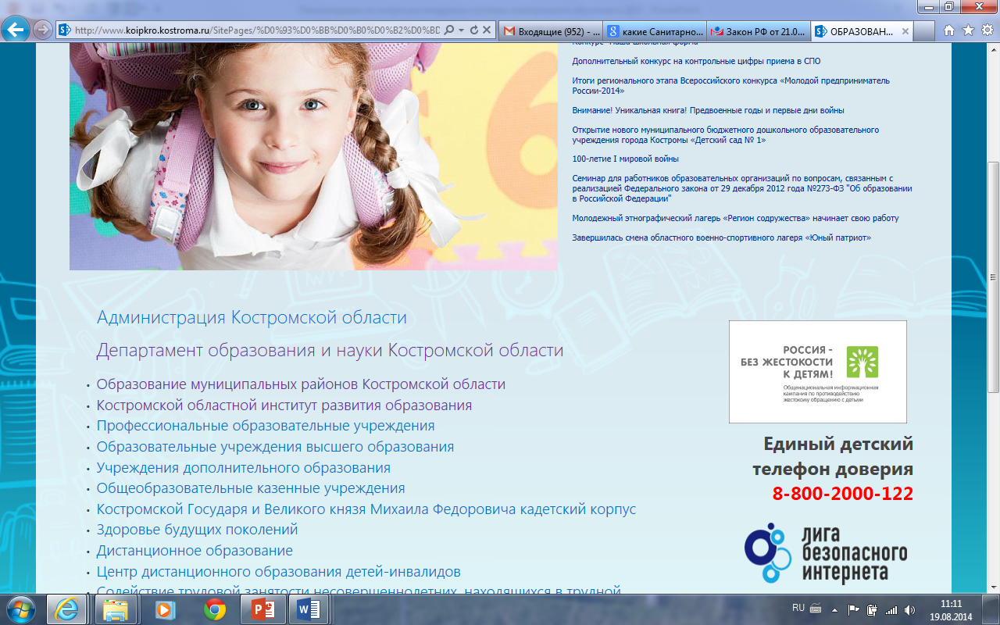 http://www.koipkro.kostroma.ru/SitePages/%D0%93%D0%BB%D0%B0%D0%B2%D0%BD
Входящие (952) - ...
какие Санитарно...
Закон РФ от 21.0...
ОБРАЗОВАН...
Дополнительный конкурс на контрольные цифры приема в СПО
Итоги регионального этапа Всероссийского конкурса «Молодой предприниматель
России-2014»
Внимание! Уникальная книга! Предвоенные годы и первые дни войны
Открытие нового муниципального бюджетного дошкольного образовательного
учреждения города Костромы «Детский сад № 1»
100-летие I мировой войны
Семинар для работников образовательных организаций по вопросам, связанным с
реализацией Федерального закона от 29 декабря 2012 года №273-ФЗ "Об образовании
в Российской Федерации"
Молодежный этнографический лагерь «Регион содружества» начинает свою работу
Завершилась смена областного военно-спортивного лагеря «Юный патриот»
Администрация Костромской области
Департамент образования и науки Костромской области
• Образование муниципальных районов Костромской области
• Костромской областной институт развития образования
• Профессиональные образовательные учреждения
• Образовательные учреждения высшего образования
• Учреждения дополнительного образования
• Общеобразовательные казенные учреждения
• Костромской Государя и Великого князя Михаила Федоровича кадетский корпус
• Здоровье будущих поколений
• Дистанционное образование
• Центр дистанционного образования детей-инвалидов
• Содействие трудовой занятости несовершеннолетних, находящихся в трудной
РОССИЯ -
БЕЗ ЖЕСТОКОСТИ
К ДЕТЯМ!
Общенациональная информационная
кампания по противодействию
жестокому обращению с детьми
Единый детский
телефон доверия
8-800-2000-122
лига
безопасного
интернета
RU
11:11
19.08.2014